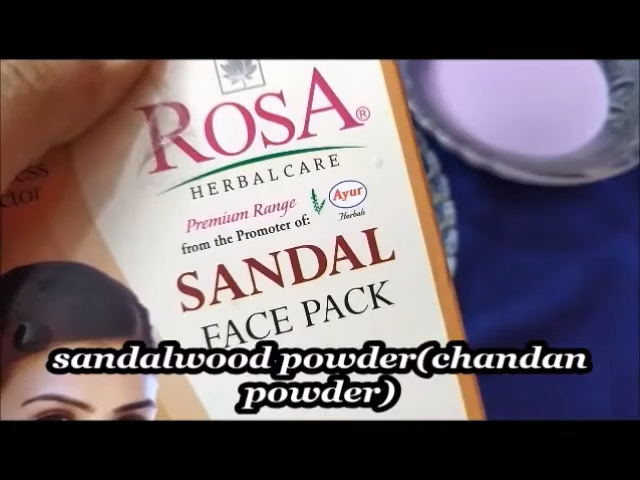 ROSA®
HERBALCARE
Premium Range
from the Promoter of:
Ayur
Herbals
SANDAL
FACE PACK
sandalwood powder(chandan
powder)